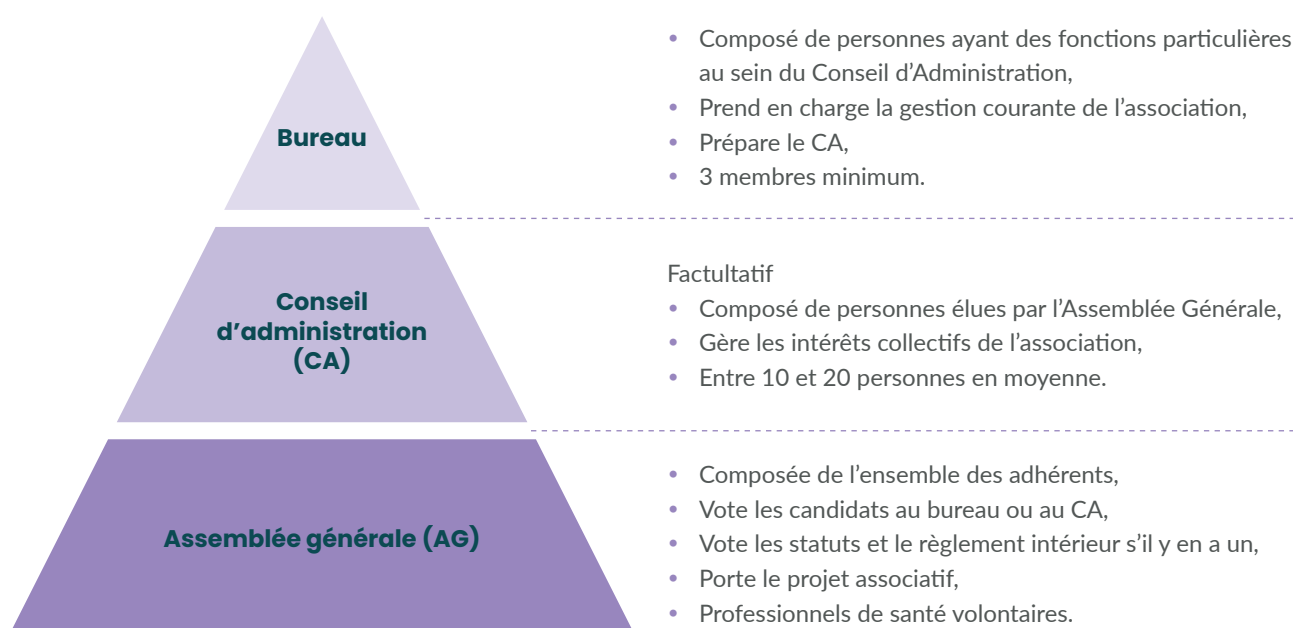 Bureau
• Composé de personnes ayant des fonctions particulières
au sein du Conseil d’Administration,
• Prend en charge la gestion courante de l’association,
• Prépare le CA,
• 3 membres minimum.
Conseil
d’administration
(CA)
Factultatif
• Composé de personnes élues par l’Assemblée Générale,
• Gère les intérêts collectifs de l’association,
• Entre 10 et 20 personnes en moyenne.
Assemblée générale (AG)
• Composée de l’ensemble des adhérents,
• Vote les candidats au bureau ou au CA,
• Vote les statuts et le règlement intérieur s’il y en a un,
• Porte le projet associatif,
• Professionnels de santé volontaires.